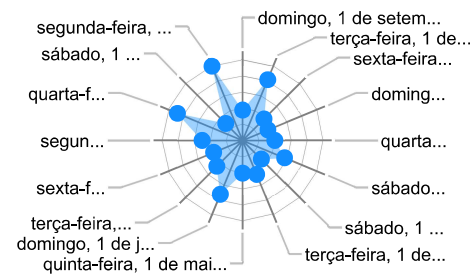 domingo, 1 de setem...
segunda-feira, ...
terça-feira, 1 de...
sábado, 1 ...
sexta-feira...
quarta-f...
doming...
segun...
quarta...
sexta-f...
sábado...
terça-feira,...
sábado, 1 ...
domingo, 1 de j...
terça-feira, 1 de...
quinta-feira, 1 de mai...